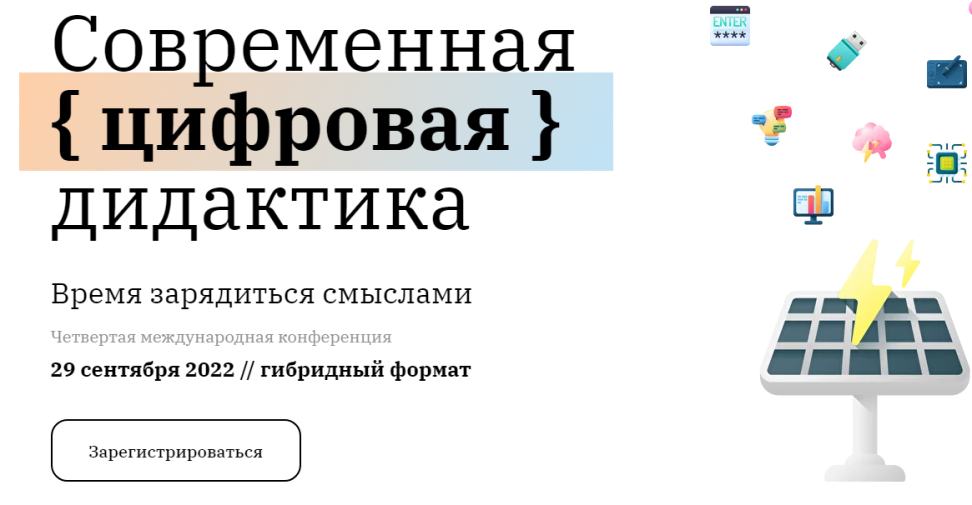 Современная
{ цифровая }
дидактика
Время зарядиться смыслами
Четвертая международная конференция
29 сентября 2022 // гибридный формат
Зарегистрироваться
ENTER
****